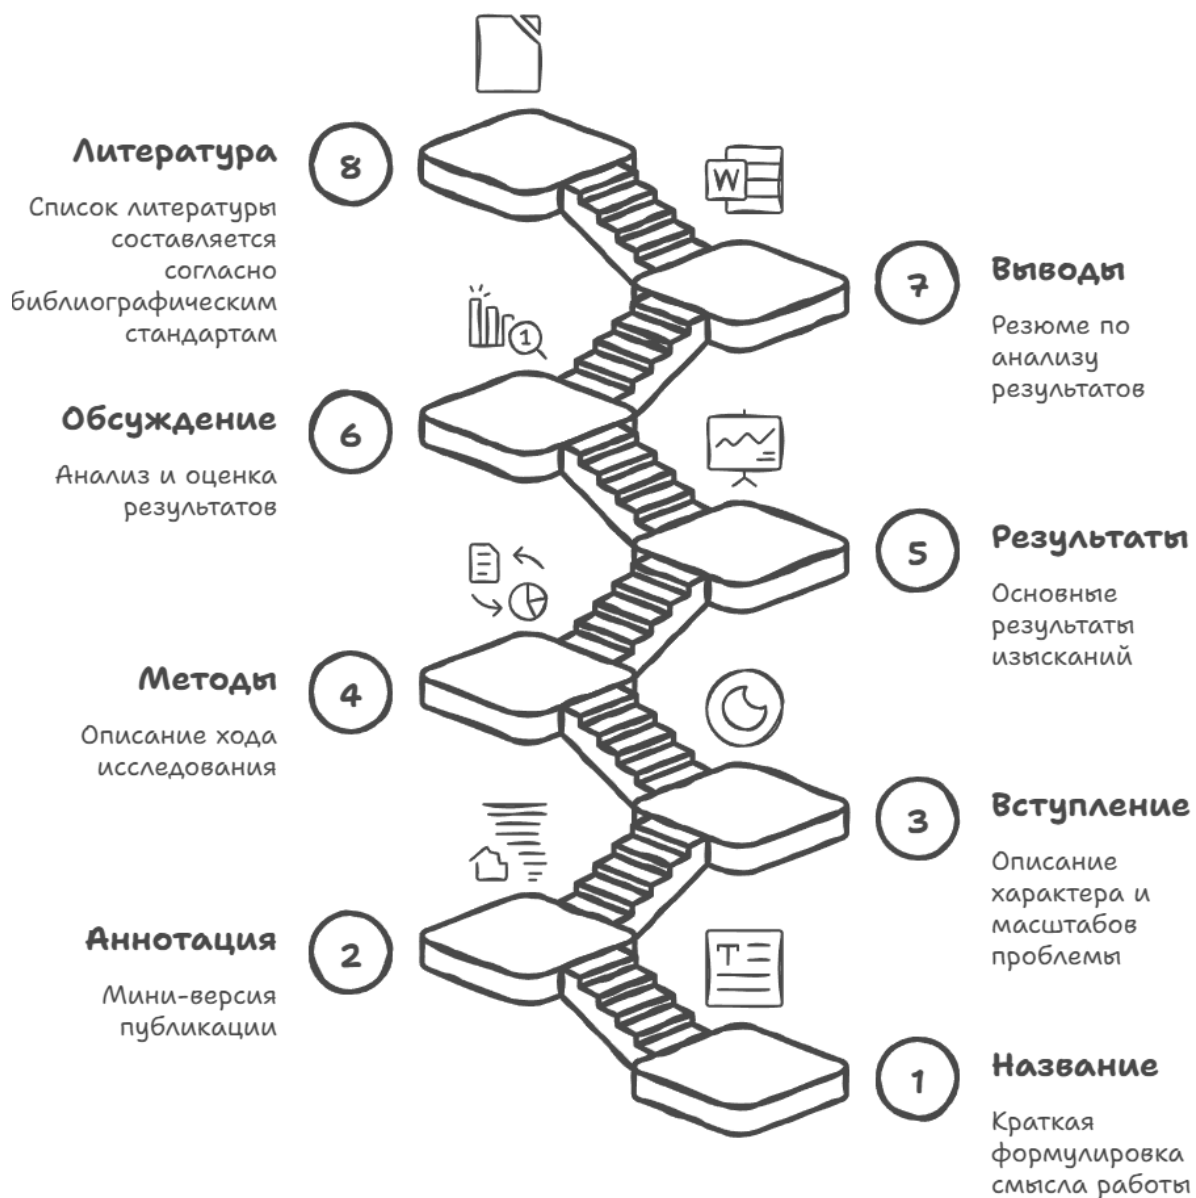 Литература
8
Список литературы
составляется
согласно
библиографическим
стандартам
W
7
Выводы
Резюме по
анализу
результатов
1
Обсуждение
6
Анализ и оценка
результатов
5
Результаты
Основные
результаты
изысканий
Методы
4
Описание хода
исследования
3
Вступление
Описание
характера и
масштабов
проблемы
Аннотация
2
Мини-версия
публикации
T
1
Название
Краткая
формулировка
смысла работы